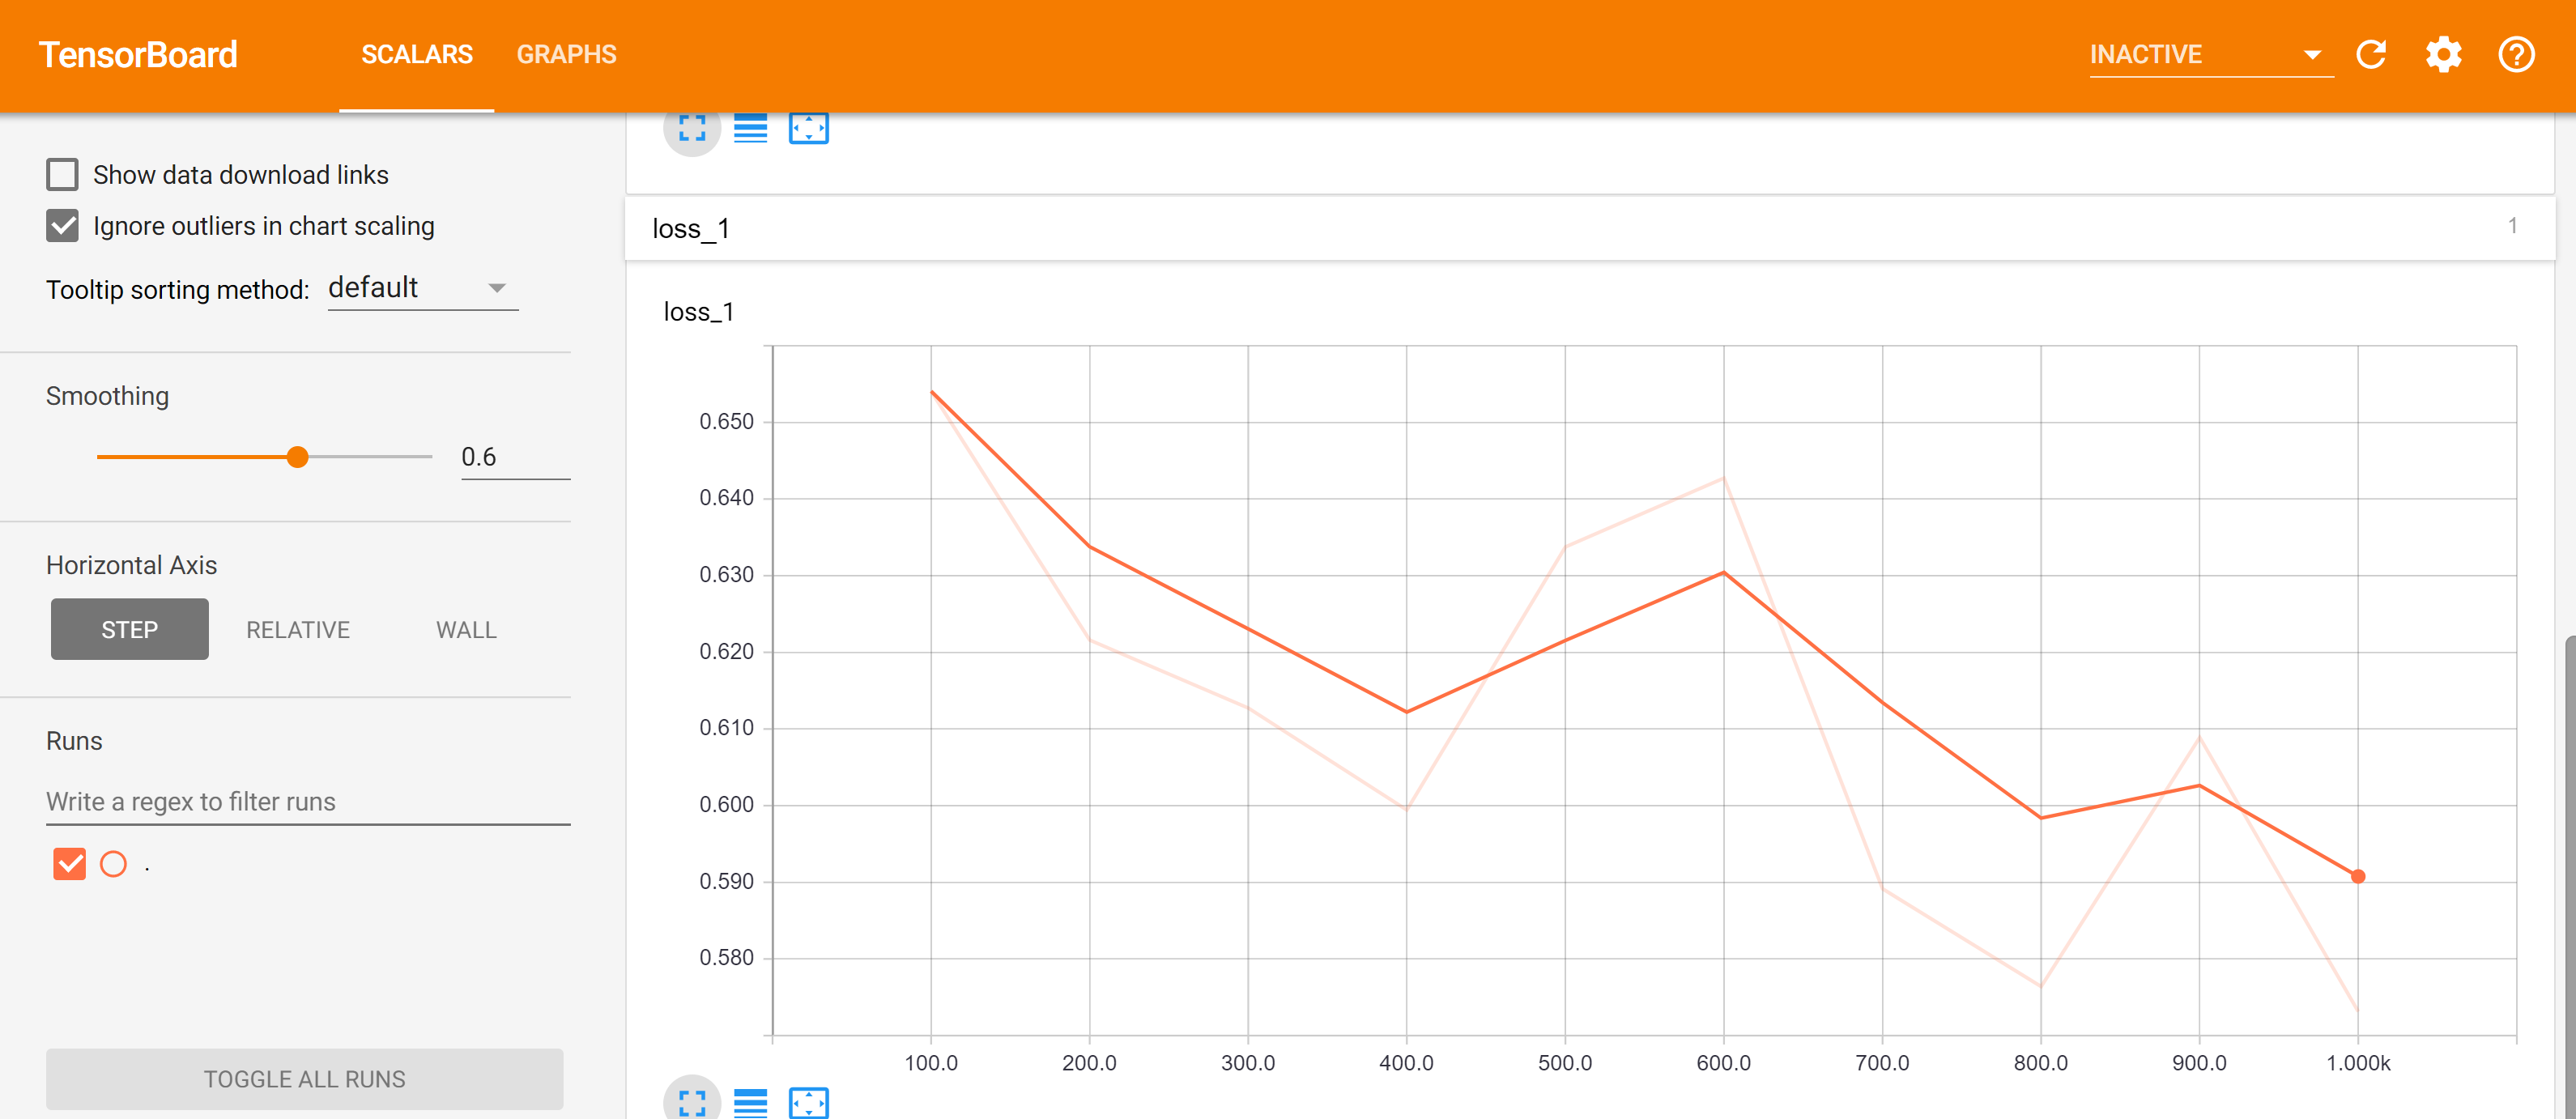 TensorBoard SCALARS GRAPHS INACTIVE
Show data download links
Ignore outliers in chart scaling
Tooltip sorting method: default
Smoothing
0.6
Horizontal Axis
STEP RELATIVE WALL
Runs
Write a regex to filter runs
.
TOGGLE ALL RUNS
loss_1 1
loss_1
0.650
0.640
0.630
0.620
0.610
0.600
0.590
0.580
100.0 200.0 300.0 400.0 500.0 600.0 700.0 800.0 900.0 1.000k